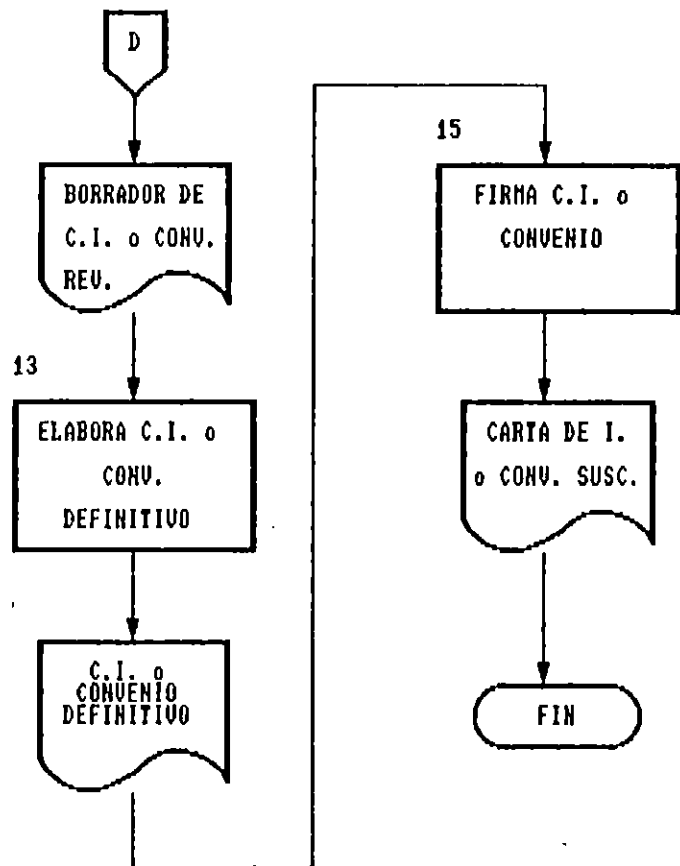 D
BORRADOR DE
C.I. o CONV.
REV.
13
ELABORA C.I. o
CONV.
DEFINITIVO
C.I. o
CONVENIO
DEFINITIVO
15
FIRMA C.I. o
CONVENIO
CARTA DE I.
o CONV. SUSC.
FIN